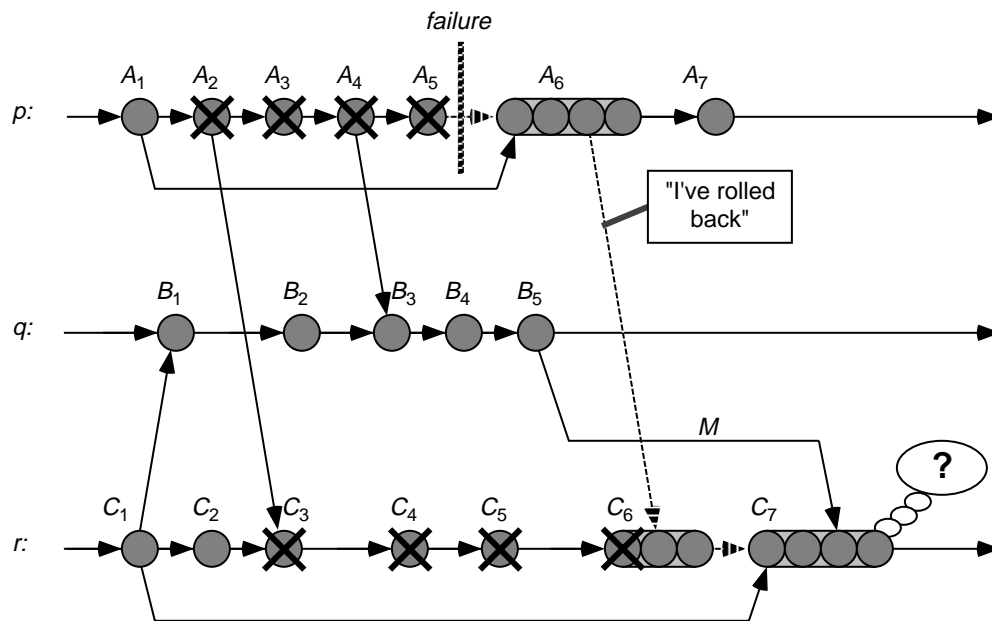 failure
A1 A2 A3 A4 A5 A6 A7
p:
"I've rolled
back"
B1 B2 B3 B4 B5
q:
M
?
C1 C2 C3 C4 C5 C6 C7
r: